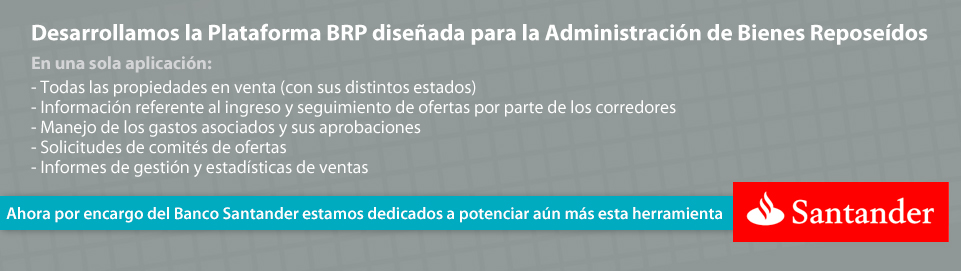 Desarrollamos la Plataforma BRP diseñada para la Administración de Bienes Reposeídos
En una sola aplicación:
- Todas las propiedades en venta (con sus distintos estados)
- Información referente al ingreso y seguimiento de ofertas por parte de los corredores
- Manejo de los gastos asociados y sus aprobaciones
- Solicitudes de comités de ofertas
- Informes de gestión y estadísticas de ventas
Ahora por encargo del Banco Santander estamos dedicados a potenciar aún más esta herramienta
Santander